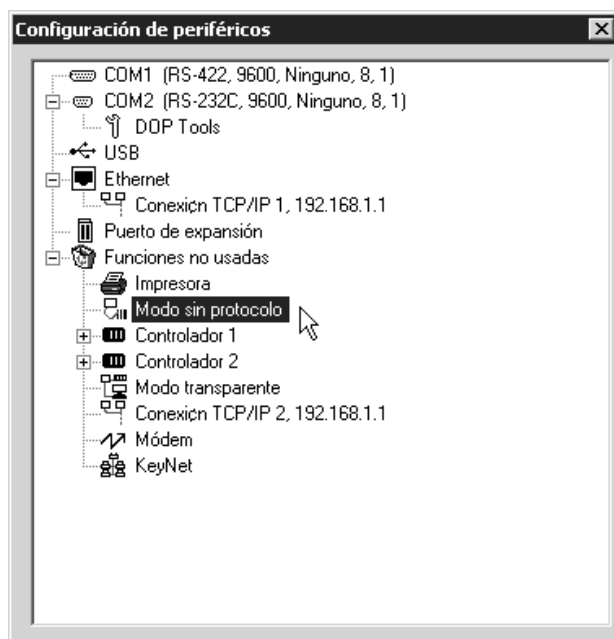 Configuración de periféricos
COM1 (RS-422, 9600, Ninguno, 8, 1)
COM2 (RS-232C, 9600, Ninguno, 8, 1)
DOP Tools
USB
Ethernet
Conexión TCP/IP 1, 192.168.1.1
Puerto de expansión
Funciones no usadas
Impresora
Modo sin protocolo
Controlador 1
Controlador 2
Modo transparente
Conexión TCP/IP 2, 192.168.1.1
Módem
KeyNet